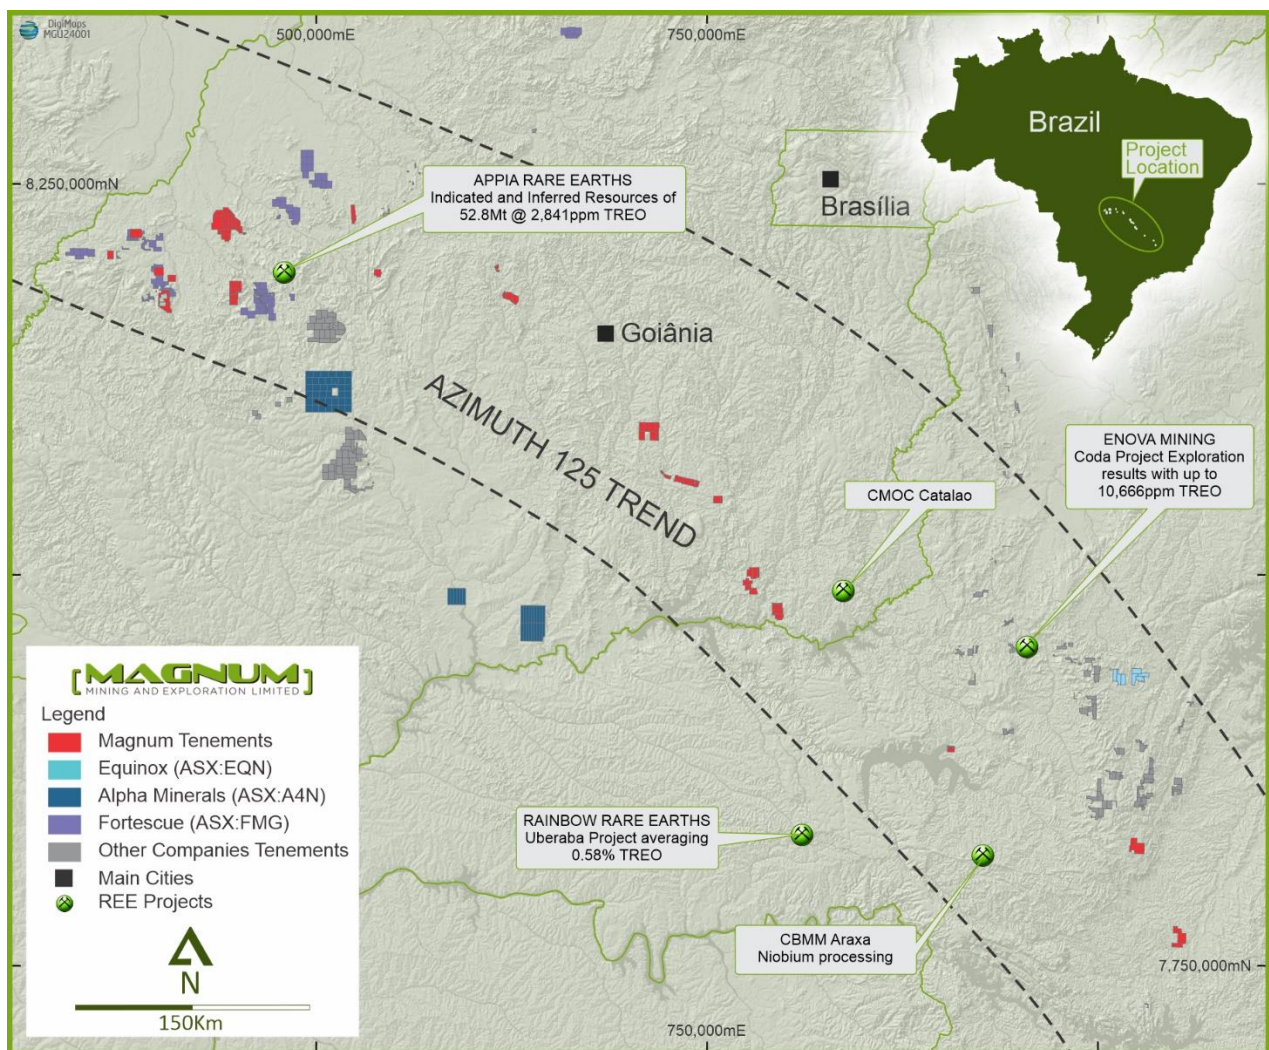 DigiMaps
MGU24001
500,000mE
750,000mE
Brazil
Project
Location
8,250,000mN
APPIA RARE EARTHS
Indicated and Inferred Resources of
52.8Mt @ 2,841ppm TREO
Brasília
Goiânia
AZIMUTH 125 TREND
ENOVA MINING
Coda Project Exploration
results with up to
10,666ppm TREO
CMOC Catalao
[MAGNUM]
MINING AND EXPLORATION LIMITED
Legend
Magnum Tenements
Equinox (ASX:EQN)
Alpha Minerals (ASX:A4N)
Fortescue (ASX:FMG)
Other Companies Tenements
Main Cities
REE Projects
N
150Km
RAINBOW RARE EARTHS
Uberaba Project averaging
0.58% TREO
CBMM Araxa
Niobium processing
7,750,000mN
750,000mE